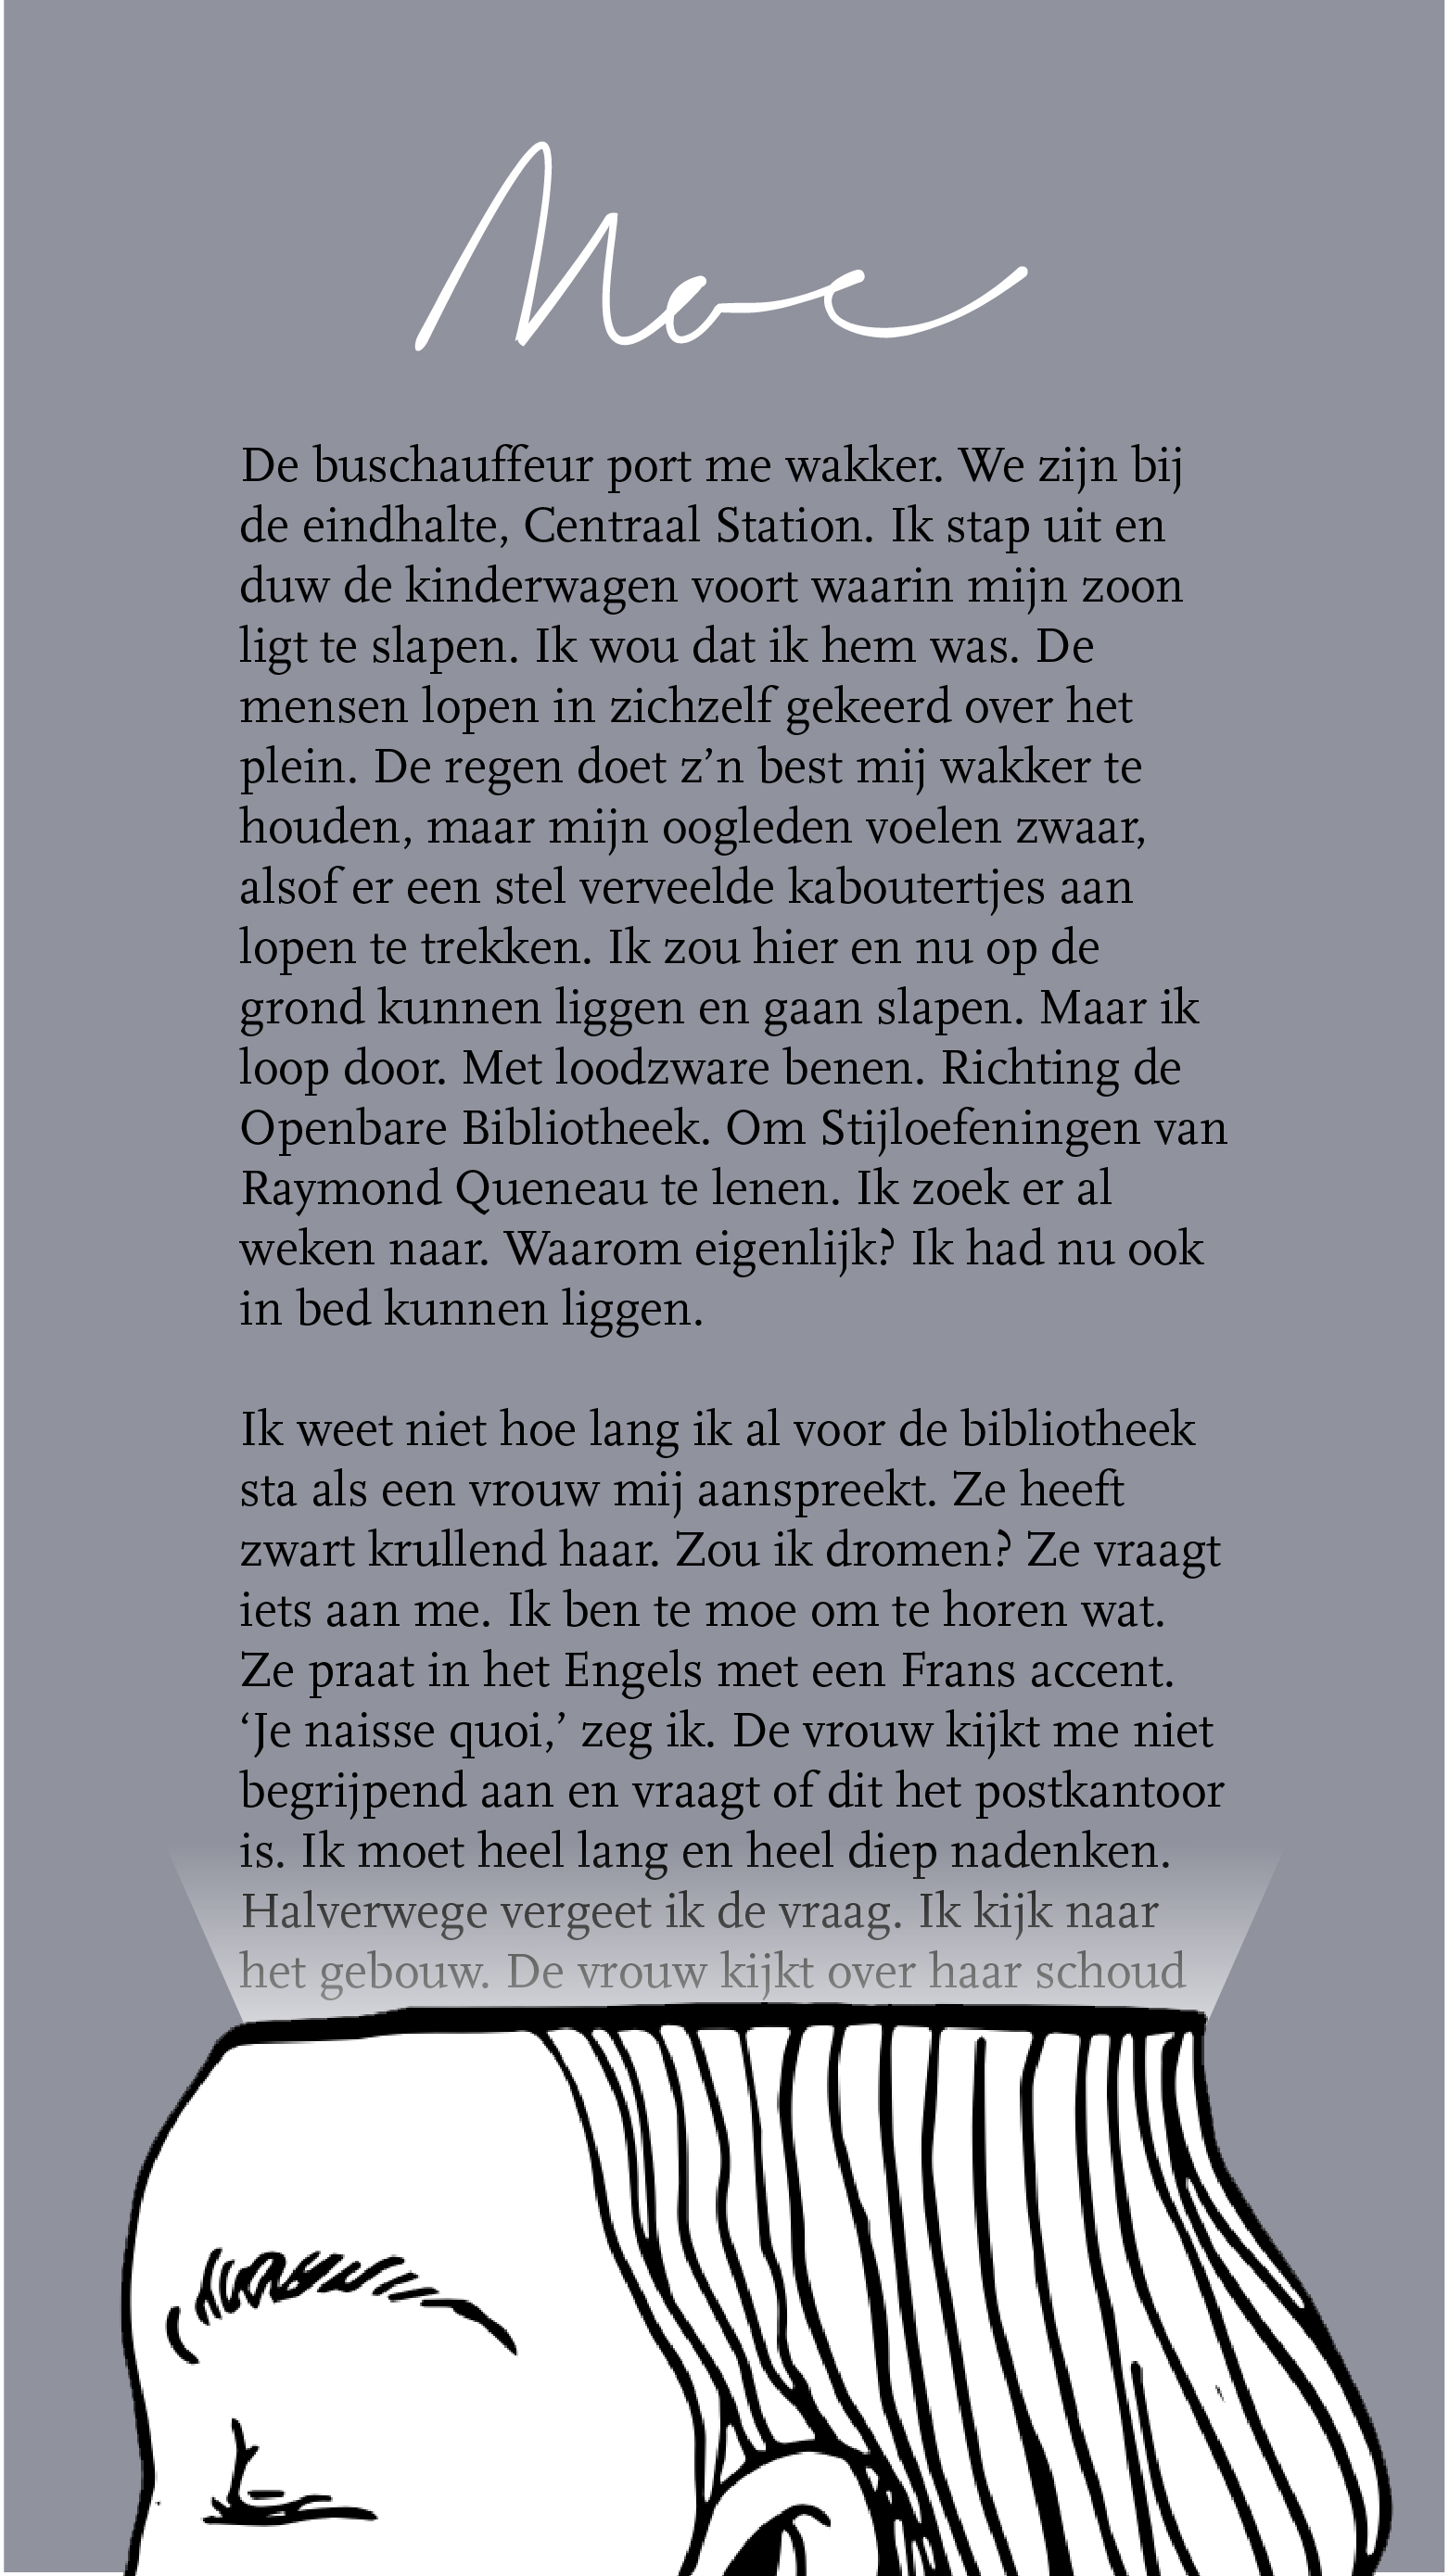 Moe
De buschauffeur port me wakker. We zijn bij
de eindhalte, Centraal Station. Ik stap uit en
duw de kinderwagen voort waarin mijn zoon
ligt te slapen. Ik wou dat ik hem was. De
mensen lopen in zichzelf gekeerd over het
plein. De regen doet z’n best mij wakker te
houden, maar mijn oogleden voelen zwaar,
alsof er een stel verveelde kaboutertjes aan
lopen te trekken. Ik zou hier en nu op de
grond kunnen liggen en gaan slapen. Maar ik
loop door. Met loodzware benen. Richting de
Openbare Bibliotheek. Om Stijloefeningen van
Raymond Queneau te lenen. Ik zoek er al
weken naar. Waarom eigenlijk? Ik had nu ook
in bed kunnen liggen.
Ik weet niet hoe lang ik al voor de bibliotheek
sta als een vrouw mij aanspreekt. Ze heeft
zwart krullend haar. Zou ik dromen? Ze vraagt
iets aan me. Ik ben te moe om te horen wat.
Ze praat in het Engels met een Frans accent.
‘Je naisse quoi,’ zeg ik. De vrouw kijkt me niet
begrijpend aan en vraagt of dit het postkantoor
is. Ik moet heel lang en heel diep nadenken.
Halverwege vergeet ik de vraag. Ik kijk naar
het gebouw. De vrouw kijkt over haar schoud